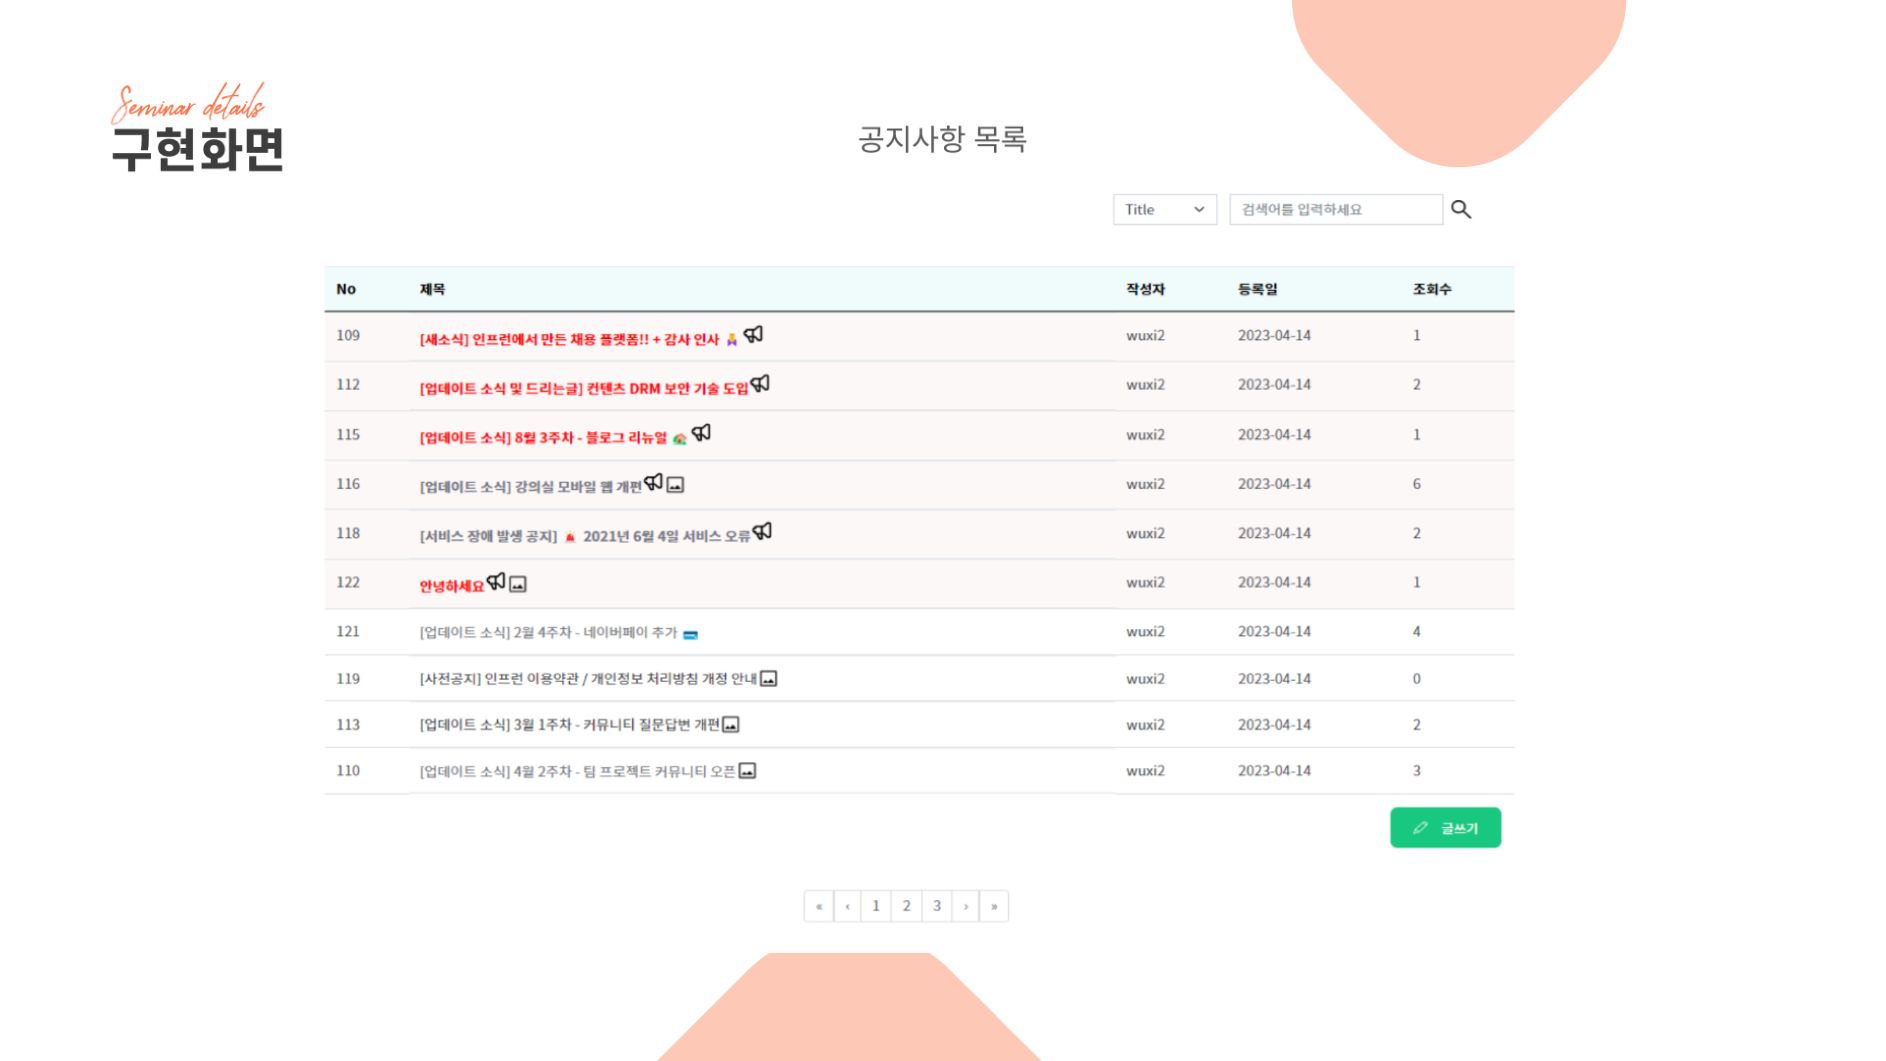 Seminar details
구현화면
공지사항 목록
Title 검색어를 입력하세요
No 제목 작성자 등록일 조회수
109 [새소식] 인프런에서 만든 채용 플랫폼!! + 감사 인사 wuxi2 2023-04-14 1
112 [업데이트 소식 및 드리는글] 컨텐츠 DRM 보안 기술 도입 wuxi2 2023-04-14 2
115 [업데이트 소식] 8월 3주차 - 블로그 리뉴얼 wuxi2 2023-04-14 1
116 [업데이트 소식] 강의실 모바일 웹 개편 wuxi2 2023-04-14 6
118 [서비스 장애 발생 공지] 2021년 6월 4일 서비스 오류 wuxi2 2023-04-14 2
122 안녕하세요 wuxi2 2023-04-14 1
121 [업데이트 소식] 2월 4주차 - 네이버페이 추가 wuxi2 2023-04-14 4
119 [사전공지] 인프런 이용약관 / 개인정보 처리방침 개정 안내 wuxi2 2023-04-14 0
113 [업데이트 소식] 3월 1주차 - 커뮤니티 질문답변 개편 wuxi2 2023-04-14 2
110 [업데이트 소식] 4월 2주차 - 팀 프로젝트 커뮤니티 오픈 wuxi2 2023-04-14 3
글쓰기
« ‹ 1 2 3 › »